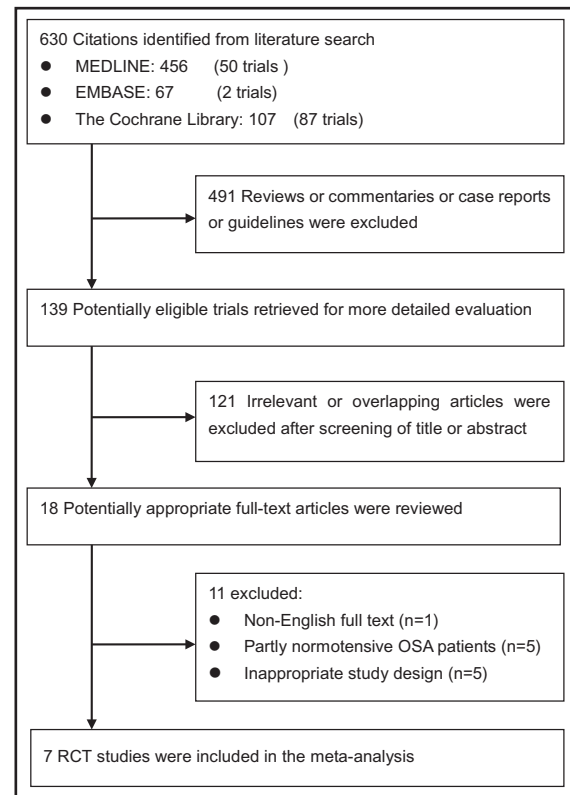 630 Citations identified from literature search
● MEDLINE: 456 (50 trials )
● EMBASE: 67 (2 trials)
● The Cochrane Library: 107 (87 trials)
491 Reviews or commentaries or case reports
or guidelines were excluded
139 Potentially eligible trials retrieved for more detailed evaluation
121 Irrelevant or overlapping articles were
excluded after screening of title or abstract
18 Potentially appropriate full-text articles were reviewed
11 excluded:
● Non-English full text (n=1)
● Partly normotensive OSA patients (n=5)
● Inappropriate study design (n=5)
7 RCT studies were included in the meta-analysis